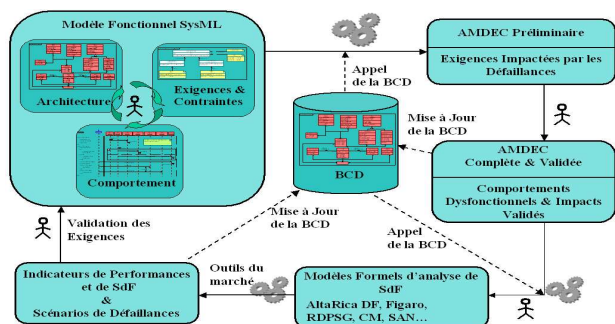 Modèle Fonctionnel SysML
Architecture
Exigences &
Contraintes
Comportement
AMDEC Préliminaire
Exigences Impactées par les
Défaillances
Appel
de la BCD
Mise à Jour
de la BCD
BCD
AMDEC
Complète & Validée
Comportements
Dysfonctionnels & Impacts
Validés
Validation des
Exigences
Mise à Jour
de la BCD
Appel
de la BCD
Indicateurs de Performances
et de SdF
&
Scénarios de Défaillances
Outils du
marché
Modèles Formels d'analyse de
SdF
AltaRica DF, Figaro,
RDPSG, CM, SAN...